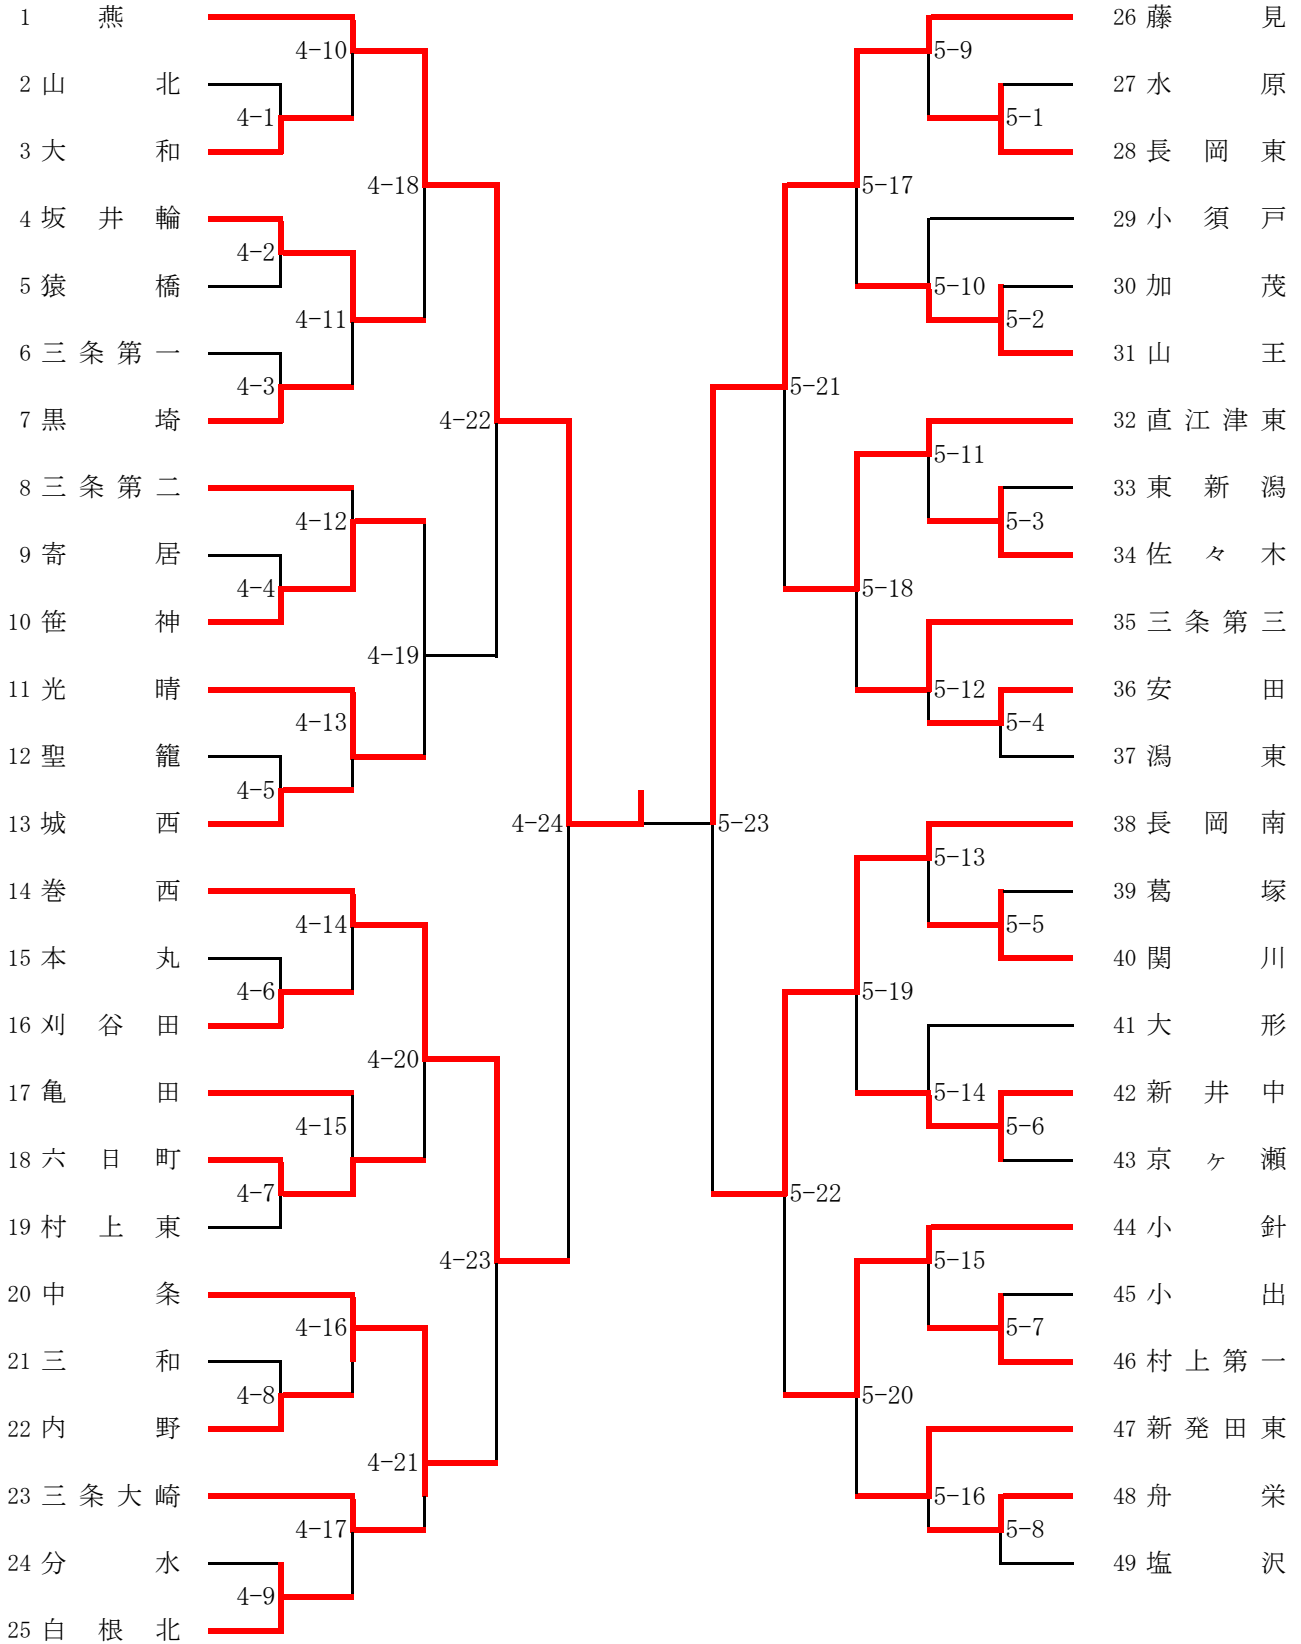 1 燕
4-10
2 山北
4-1
3 大和
4-18
4 坂井輪
4-2
5 猿橋
4-11
6 三条第一
4-3
7 黒埼
4-22
8 三条第二
4-12
9 寄居
4-4
10 笹神
4-19
11 光晴
4-13
12 聖籠
4-5
13 城西
4-24
14 巻西
4-14
15 本丸
4-6
16 刈谷田
4-20
17 亀田
4-15
18 六日町
4-7
19 村上東
4-23
20 中条
4-16
21 三和
4-8
22 内野
4-21
23 三条大崎
4-17
24 分水
4-9
25 白根北
26 藤見
5-9
27 水原
5-1
28 長岡東
5-17
29 小須戸
5-10
30 加茂
5-2
31 山王
5-21
32 直江津東
5-11
33 東新潟
5-3
34 佐々木
5-18
35 三条第三
5-12
36 安田
5-4
37 潟東
5-23
38 長岡南
5-13
39 葛塚
5-5
40 関川
5-19
41 大形
5-14
42 新井中
5-6
43 京ヶ瀬
5-22
44 小針
5-15
45 小出
5-7
46 村上第一
5-20
47 新発田東
5-16
48 舟栄
5-8
49 塩沢